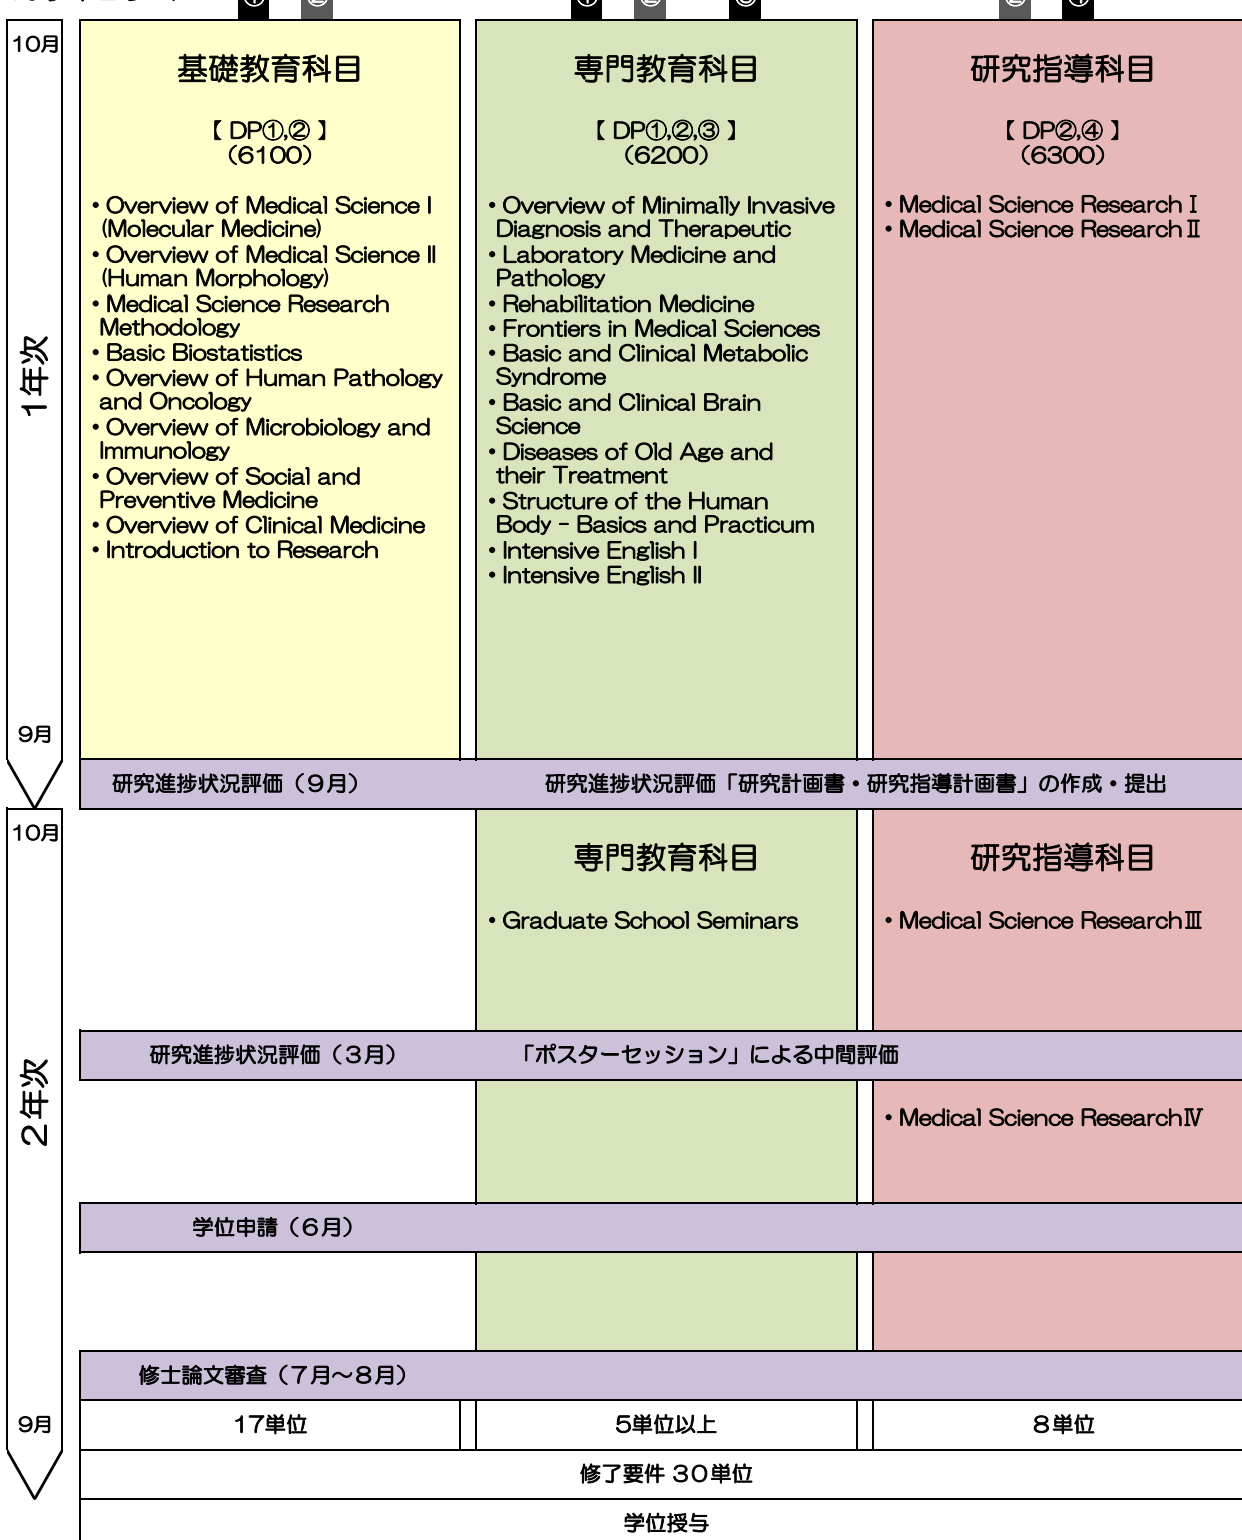 10月
1年次
9月
基礎教育科目
【 DP①,② 】
(6100)
・Overview of Medical Science I
(Molecular Medicine)
・Overview of Medical Science II
(Human Morphology)
・Medical Science Research
Methodology
・Basic Biostatistics
・Overview of Human Pathology
and Oncology
・Overview of Microbiology and
Immunology
・Overview of Social and
Preventive Medicine
・Overview of Clinical Medicine
・Introduction to Research
専門教育科目
【 DP①,②,③ 】
(6200)
・Overview of Minimally Invasive
Diagnosis and Therapeutic
・Laboratory Medicine and
Pathology
・Rehabilitation Medicine
・Frontiers in Medical Sciences
・Basic and Clinical Metabolic
Syndrome
・Basic and Clinical Brain
Science
・Diseases of Old Age and
their Treatment
・Structure of the Human
Body - Basics and Practicum
・Intensive English I
・Intensive English II
研究指導科目
【 DP②,④ 】
(6300)
・Medical Science Research Ⅰ
・Medical Science Research Ⅱ
研究進捗状況評価（9月） 研究進捗状況評価「研究計画書・研究指導計画書」の作成・提出
10月
2年次
9月
専門教育科目
・Graduate School Seminars
研究指導科目
・Medical Science ResearchⅢ
研究進捗状況評価（3月） 「ポスターセッション」による中間評価
・Medical Science ResearchⅣ
学位申請（6月）
修士論文審査（7月～8月）
17単位 5単位以上 8単位
修了要件 30単位
学位授与